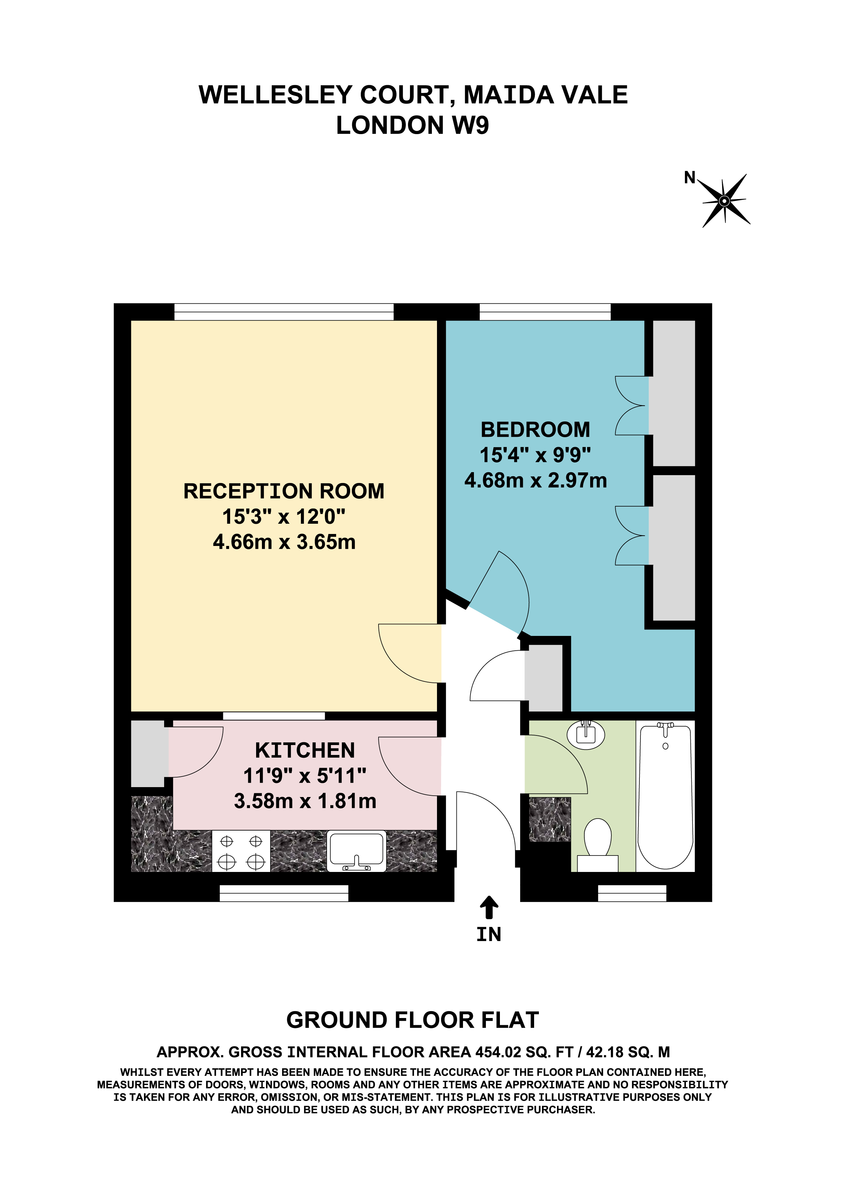 WELLESLEY COURT, MAIDA VALE
LONDON W9
N
BEDROOM
15'4" x 9'9"
4.68m x 2.97m
RECEPTION ROOM
15'3" x 12'0"
4.66m x 3.65m
KITCHEN
11'9" x 5'11"
3.58m x 1.81m
IN
GROUND FLOOR FLAT
APPROX. GROSS INTERNAL FLOOR AREA 454.02 SQ. FT / 42.18 SQ. M
WHILST EVERY ATTEMPT HAS BEEN MADE TO ENSURE THE ACCURACY OF THE FLOOR PLAN CONTAINED HERE,
MEASUREMENTS OF DOORS, WINDOWS, ROOMS AND ANY OTHER ITEMS ARE APPROXIMATE AND NO RESPONSIBILITY
IS TAKEN FOR ANY ERROR, OMISSION, OR MIS-STATEMENT. THIS PLAN IS FOR ILLUSTRATIVE PURPOSES ONLY
AND SHOULD BE USED AS SUCH, BY ANY PROSPECTIVE PURCHASER.